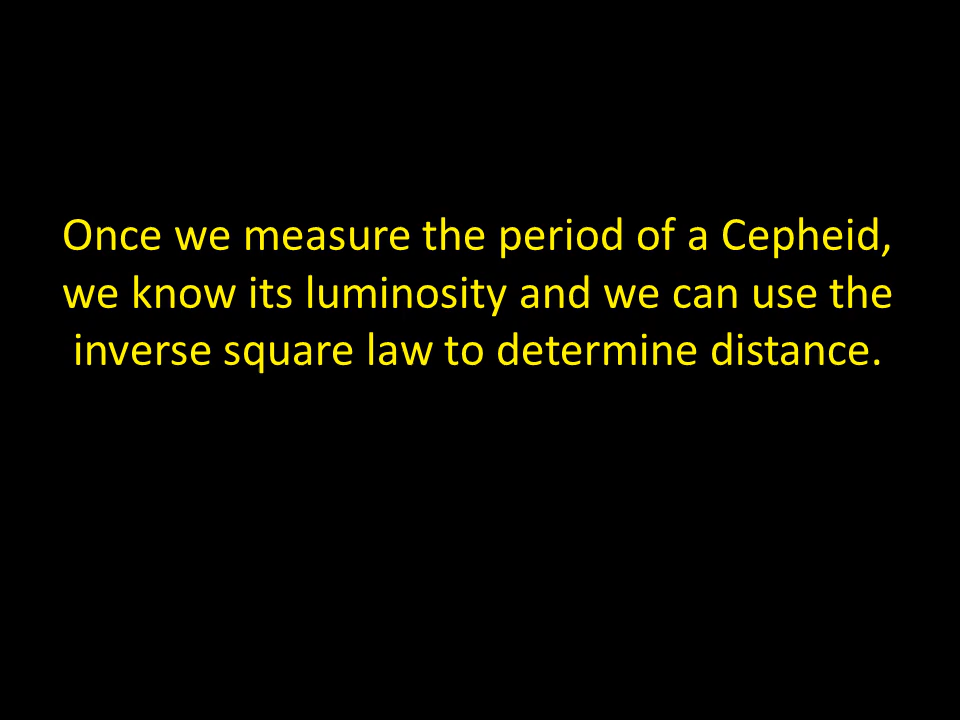 Once we measure the period of a Cepheid,
we know its luminosity and we can use the
inverse square law to determine distance.